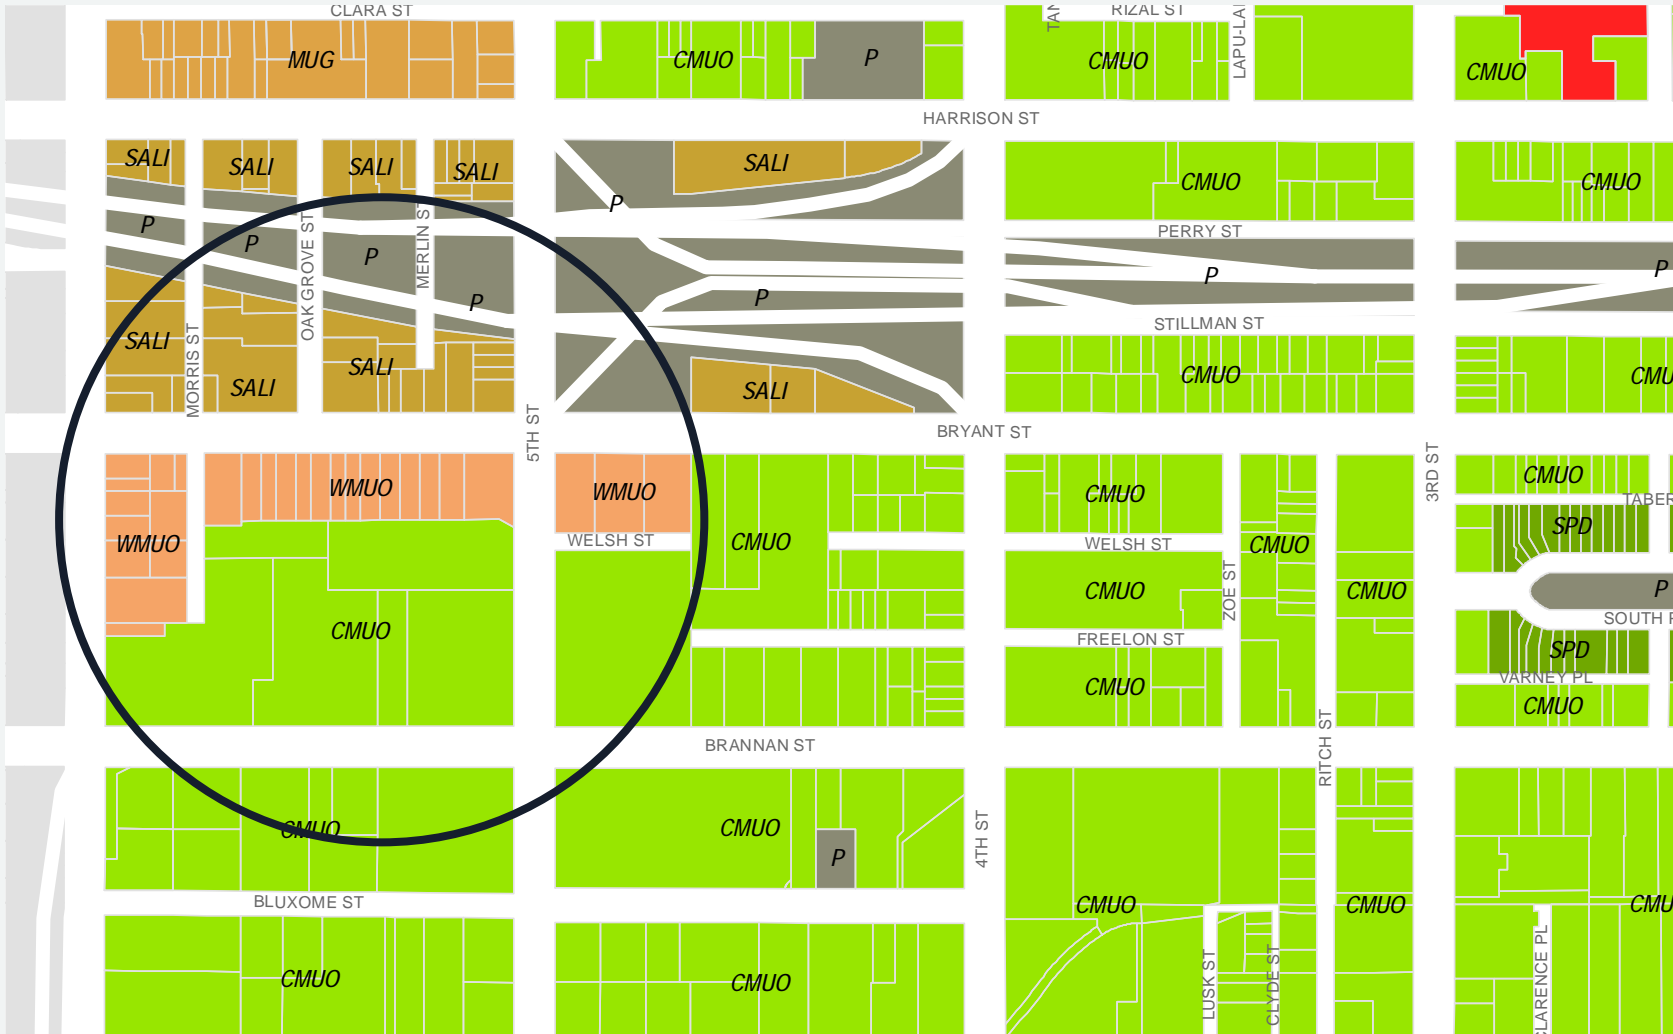 CLARA ST
RIZAL ST
MUG
CMUO
P
CMUO
CMUO
HARRISON ST
SALI
SALI
SALI
SALI
SALI
CMUO
CMUO
P
P
P
P
P
P
PERRY ST
P
P
OAK GROVE ST
MERLIN ST
STILLMAN ST
SALI
MORRIS ST
SALI
SALI
SALI
CMUO
CMU
5TH ST
BRYANT ST
3RD ST
WMUO
WMUO
CMUO
CMUO
TABER
WMUO
WELSH ST
CMUO
WELSH ST
CMUO
SPD
CMUO
ZOE ST
CMUO
P
SOUTH
CMUO
FREELON ST
SPD
CMUO
VARNEY PL
CMUO
BRANNAN ST
RITCH ST
CMUO
CMUO
P
4TH ST
BLUXOME ST
CMUO
CMUO
CMU
CMUO
CMUO
LUSK ST
CLYDE ST
CLARENCE PL